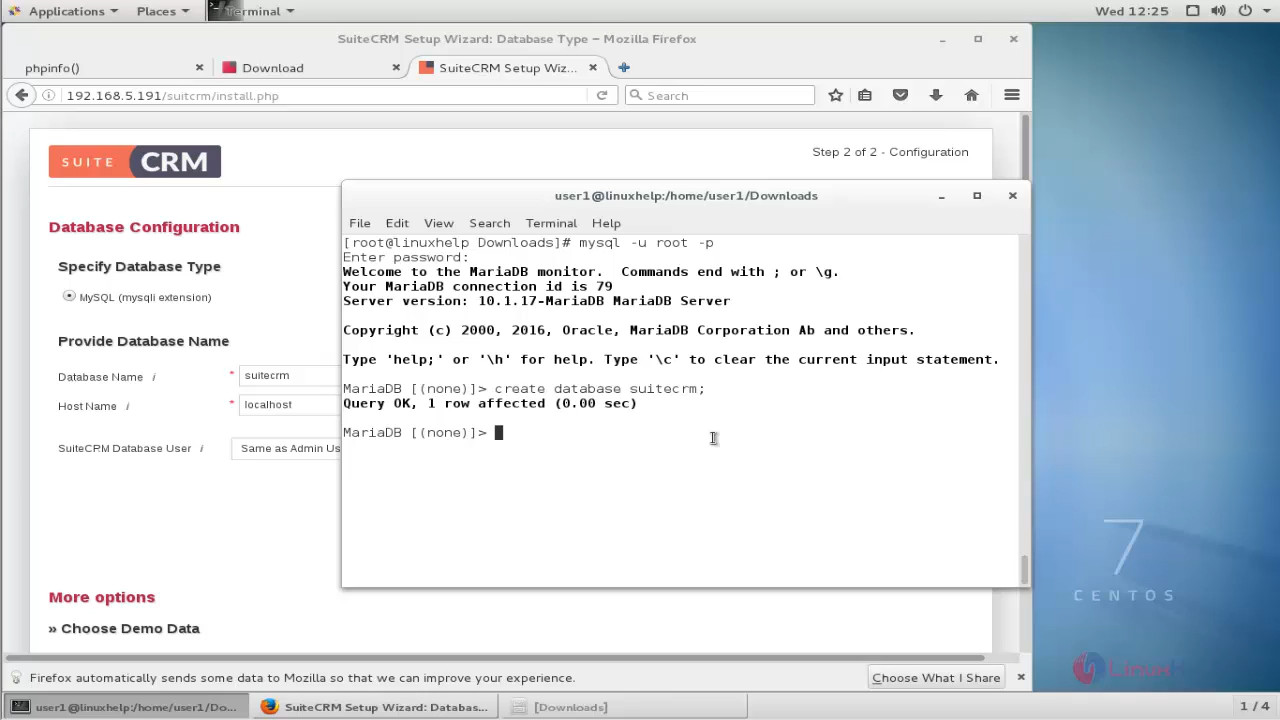 Applications Places Terminal Wed 12:25
SuiteCRM Setup Wizard: Database Type – Mozilla Firefox
phpinfo() Download SuiteCRM Setup Wiz...
192.168.5.191/suitcrm/install.php Search
SUITE CRM
Step 2 of 2 - Configuration
Database Configuration
Specify Database Type
MySQL (mysqli extension)
Provide Database Name
Database Name i * suitecrm
Host Name i * localhost
SuiteCRM Database User i Same as Admin Us
More options
» Choose Demo Data
user1@linuxhelp:/home/user1/Downloads
File Edit View Search Terminal Help
[root@linuxhelp Downloads]# mysql -u root -p
Enter password:
Welcome to the MariaDB monitor.  Commands end with ; or \g.
Your MariaDB connection id is 79
Server version: 10.1.17-MariaDB MariaDB Server
Copyright (c) 2000, 2016, Oracle, MariaDB Corporation Ab and others.
Type 'help;' or '\h' for help. Type '\c' to clear the current input statement.
MariaDB [(none)]> create database suitecrm;
Query OK, 1 row affected (0.00 sec)
MariaDB [(none)]>
7
CENTOS
Firefox automatically sends some data to Mozilla so that we can improve your experience. Choose What I Share
user1@linuxhelp:/home/user1/Do... SuiteCRM Setup Wizard: Databas... [Downloads] 1 / 4